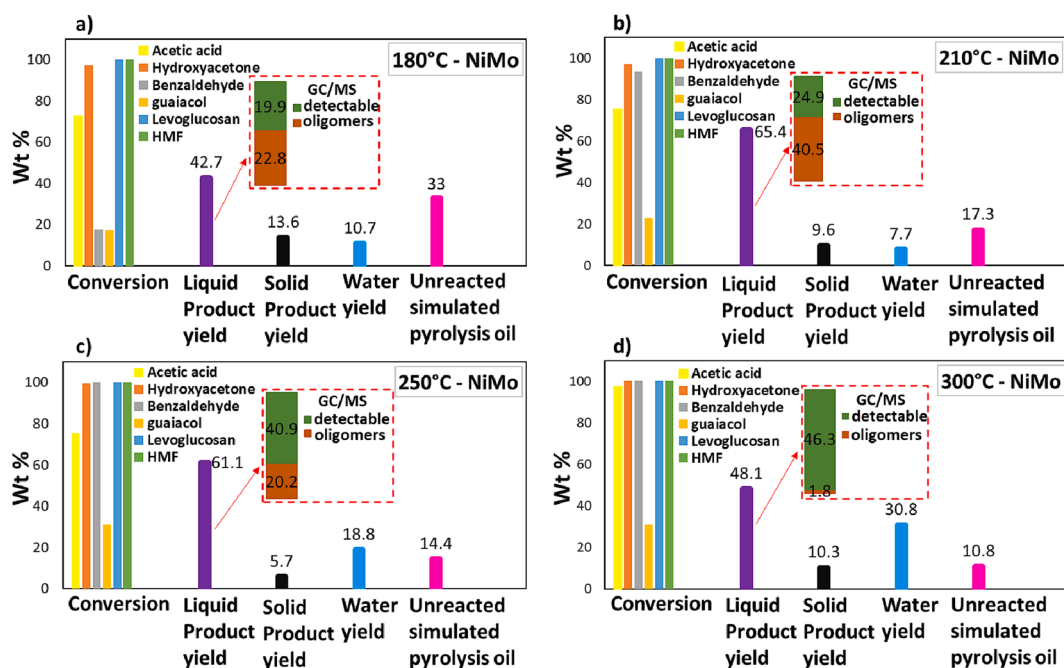 a)
180°C - NiMo
Wt %
100
80
60
40
20
0
Acetic acid
Hydroxyacetone
Benzaldehyde
guaiacol
Levoglucosan
HMF
GC/MS
detectable
oligomers
19.9
22.8
42.7
13.6
10.7
33
Conversion
Liquid
Product
yield
Solid
Product
yield
Water
yield
Unreacted
simulated
pyrolysis oil
b)
210°C - NiMo
Wt %
100
80
60
40
20
0
Acetic acid
Hydroxyacetone
Benzaldehyde
guaiacol
Levoglucosan
HMF
GC/MS
detectable
oligomers
24.9
40.5
65.4
9.6
7.7
17.3
Conversion
Liquid
Product
yield
Solid
Product
yield
Water
yield
Unreacted
simulated
pyrolysis oil
c)
250°C - NiMo
Wt %
100
80
60
40
20
0
Acetic acid
Hydroxyacetone
Benzaldehyde
guaiacol
Levoglucosan
HMF
GC/MS
detectable
oligomers
40.9
20.2
61.1
5.7
18.8
14.4
Conversion
Liquid
Product
yield
Solid
Product
yield
Water
yield
Unreacted
simulated
pyrolysis oil
d)
300°C - NiMo
Wt %
100
80
60
40
20
0
Acetic acid
Hydroxyacetone
Benzaldehyde
guaiacol
Levoglucosan
HMF
GC/MS
detectable
oligomers
46.3
1.8
48.1
10.3
30.8
10.8
Conversion
Liquid
Product
yield
Solid
Product
yield
Water
yield
Unreacted
simulated
pyrolysis oil